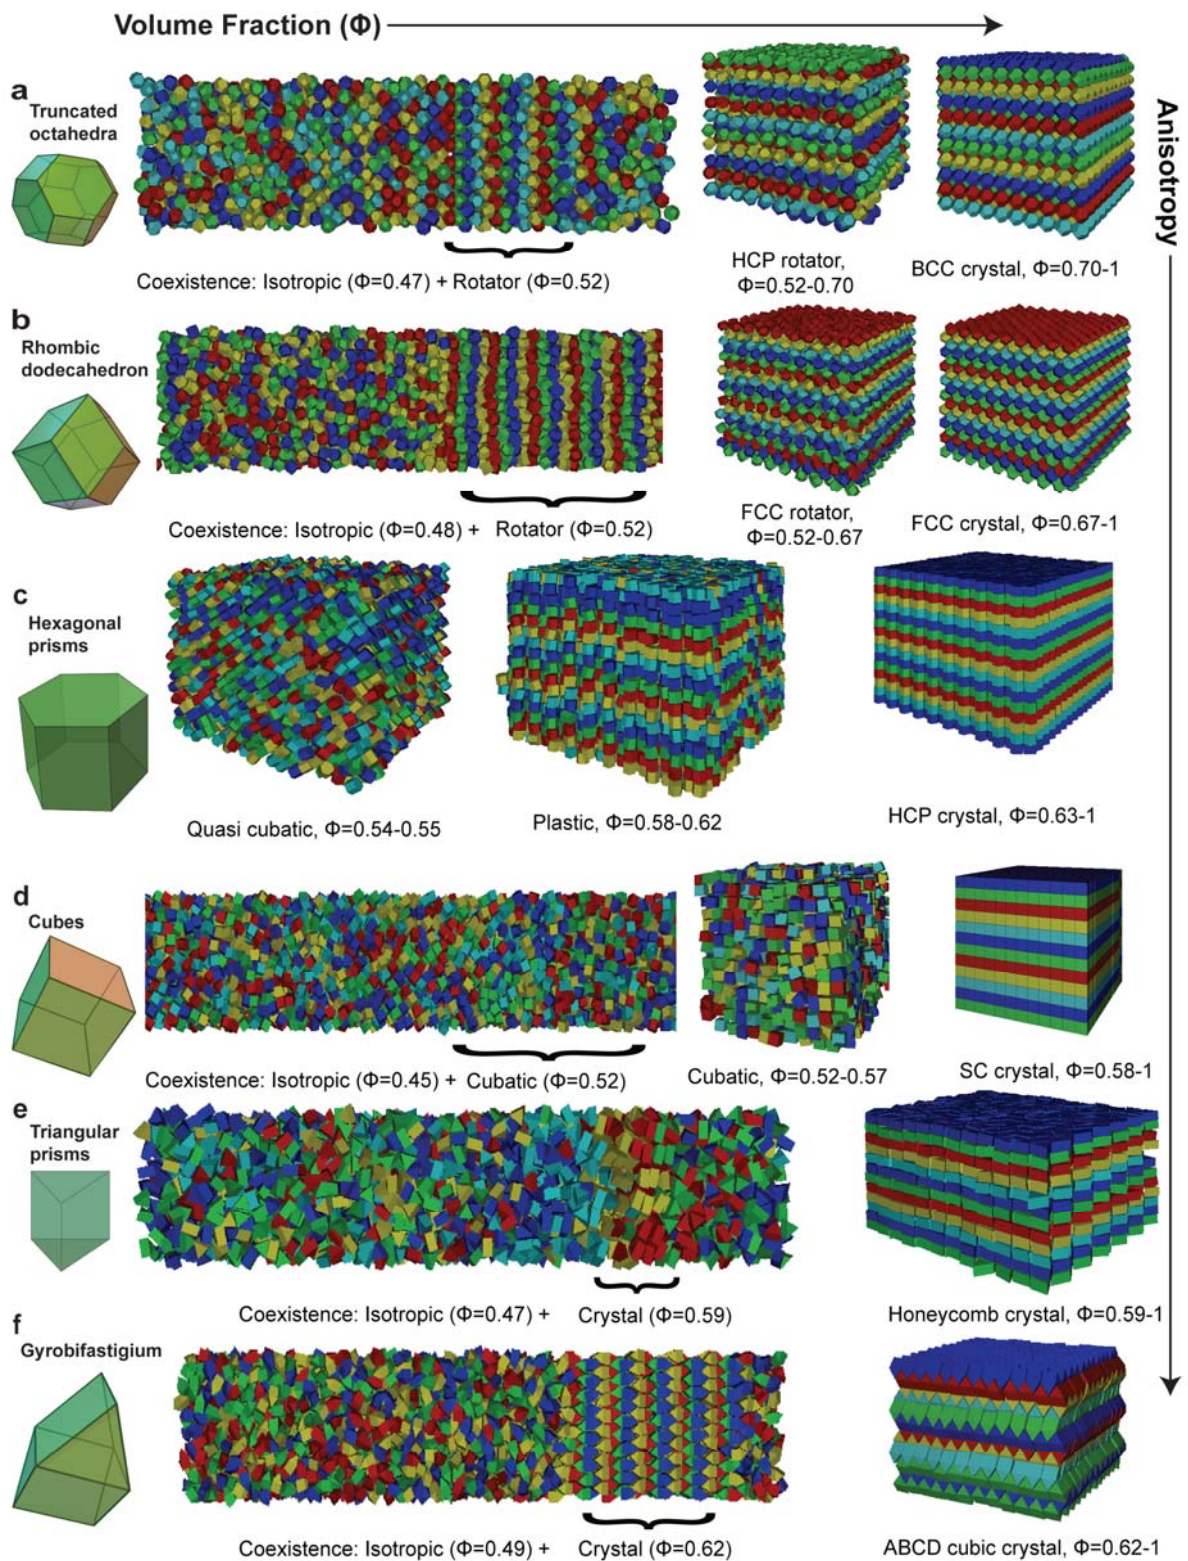 Volume Fraction (Φ)
Anisotropy
a
Truncated
octahedra
Coexistence: Isotropic (Φ=0.47) + Rotator (Φ=0.52)
HCP rotator,
Φ=0.52-0.70
BCC crystal, Φ=0.70-1
b
Rhombic
dodecahedron
Coexistence: Isotropic (Φ=0.48) + Rotator (Φ=0.52)
FCC rotator,
Φ=0.52-0.67
FCC crystal, Φ=0.67-1
c
Hexagonal
prisms
Quasi cubatic, Φ=0.54-0.55
Plastic, Φ=0.58-0.62
HCP crystal, Φ=0.63-1
d
Cubes
Coexistence: Isotropic (Φ=0.45) + Cubatic (Φ=0.52)
Cubatic, Φ=0.52-0.57
SC crystal, Φ=0.58-1
e
Triangular
prisms
Coexistence: Isotropic (Φ=0.47) + Crystal (Φ=0.59)
Honeycomb crystal, Φ=0.59-1
f
Gyrobifastigium
Coexistence: Isotropic (Φ=0.49) + Crystal (Φ=0.62)
ABCD cubic crystal, Φ=0.62-1